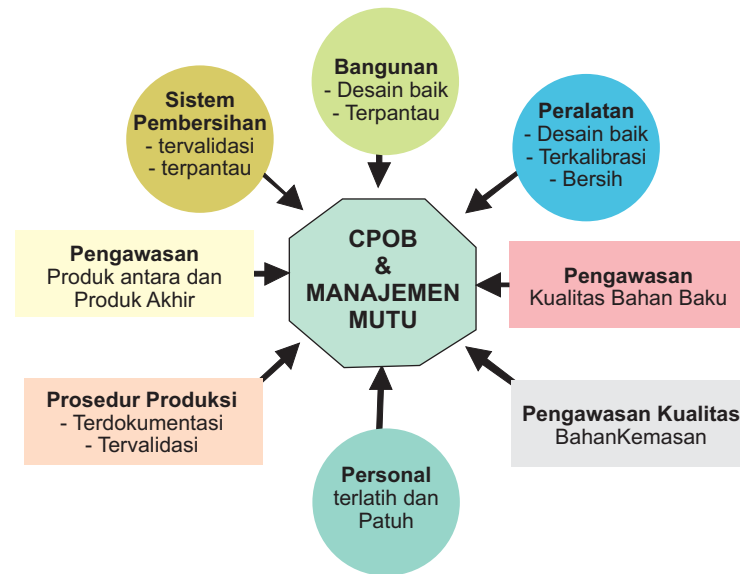 Bangunan
- Desain baik
- Terpantau
Sistem
Pembersihan
- tervalidasi
- terpantau
Peralatan
- Desain baik
- Terkalibrasi
- Bersih
CPOB
&
MANAJEMEN
MUTU
Pengawasan
Produk antara dan
Produk Akhir
Pengawasan
Kualitas Bahan Baku
Prosedur Produksi
- Terdokumentasi
- Tervalidasi
Pengawasan Kualitas
BahanKemasan
Personal
terlatih dan
Patuh